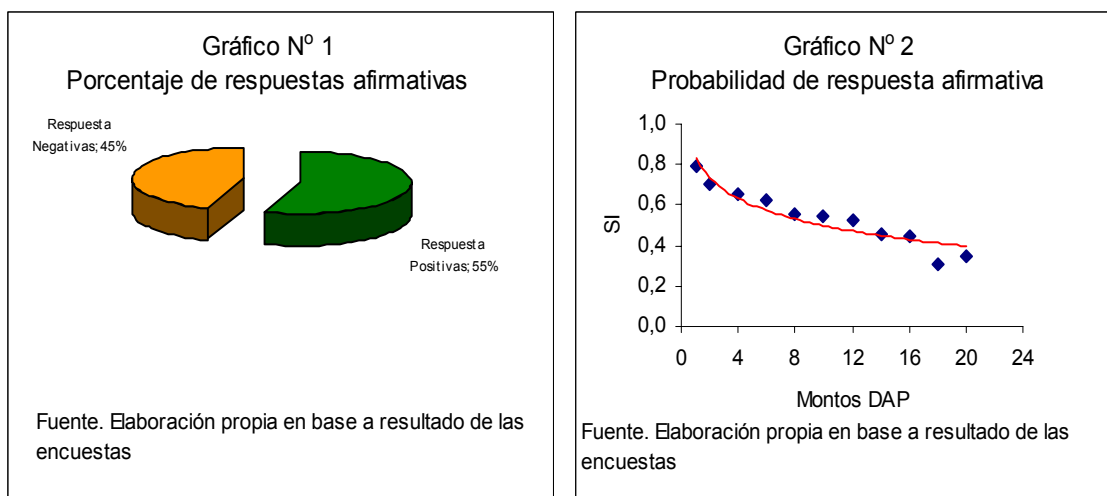 Gráfico Nº 1
Porcentaje de respuestas afirmativas
Respuesta
Negativas; 45%
Respuesta
Positivas; 55%
Fuente. Elaboración propia en base a resultado de las
encuestas
Gráfico Nº 2
Probabilidad de respuesta afirmativa
1,0
0,8
0,6
0,4
0,2
0,0
SI
0 4 8 12 16 20 24
Montos DAP
Fuente. Elaboración propia en base a resultado de las
encuestas